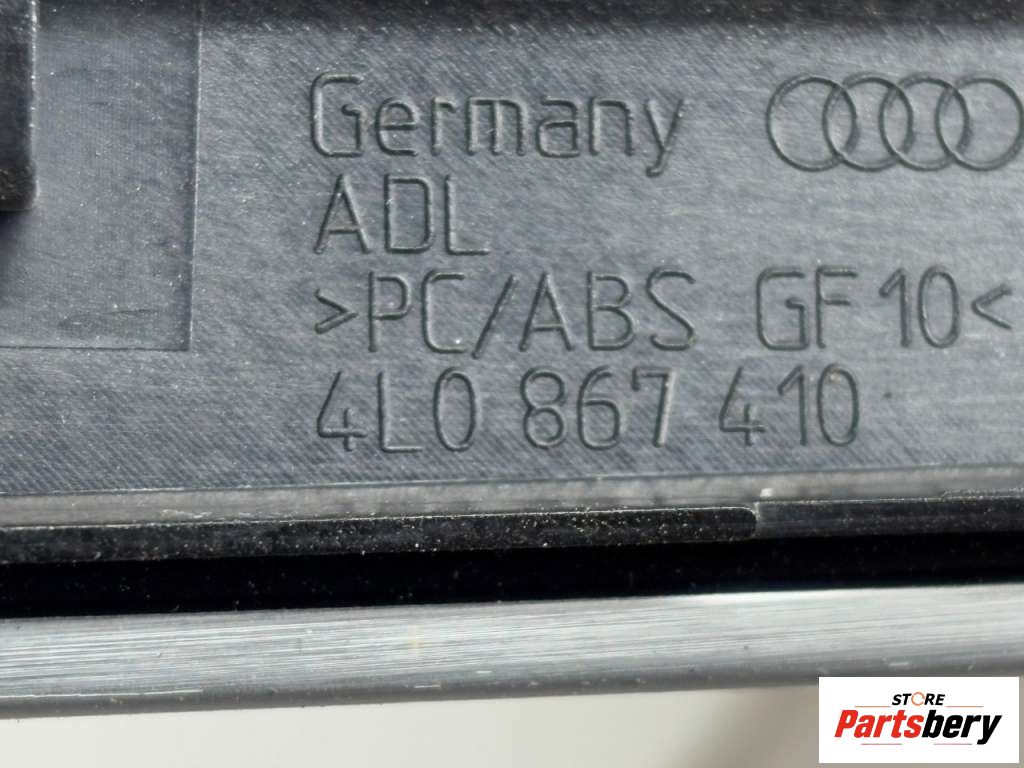 Germany
ADL
>PC/ABS GF10<
4L0 867 410
STORE
Partsbery